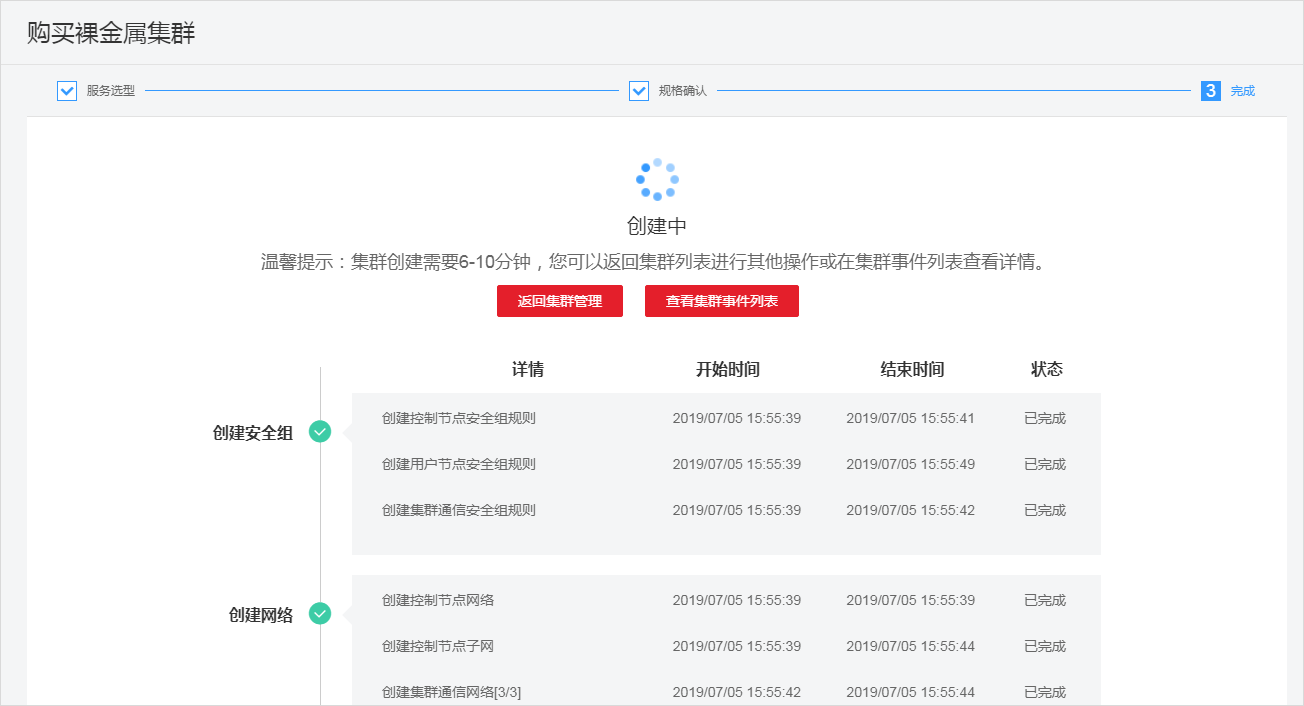 购买裸金属集群
服务选型 规格确认 3 完成
创建中
温馨提示：集群创建需要6-10分钟，您可以返回集群列表进行其他操作或在集群事件列表查看详情。
返回集群管理 查看集群事件列表
详情 开始时间 结束时间 状态
创建安全组
创建控制节点安全组规则 2019/07/05 15:55:39 2019/07/05 15:55:41 已完成
创建用户节点安全组规则 2019/07/05 15:55:39 2019/07/05 15:55:49 已完成
创建集群通信安全组规则 2019/07/05 15:55:39 2019/07/05 15:55:42 已完成
创建网络
创建控制节点网络 2019/07/05 15:55:39 2019/07/05 15:55:39 已完成
创建控制节点子网 2019/07/05 15:55:39 2019/07/05 15:55:44 已完成
创建集群通信网络[3/3] 2019/07/05 15:55:42 2019/07/05 15:55:44 已完成